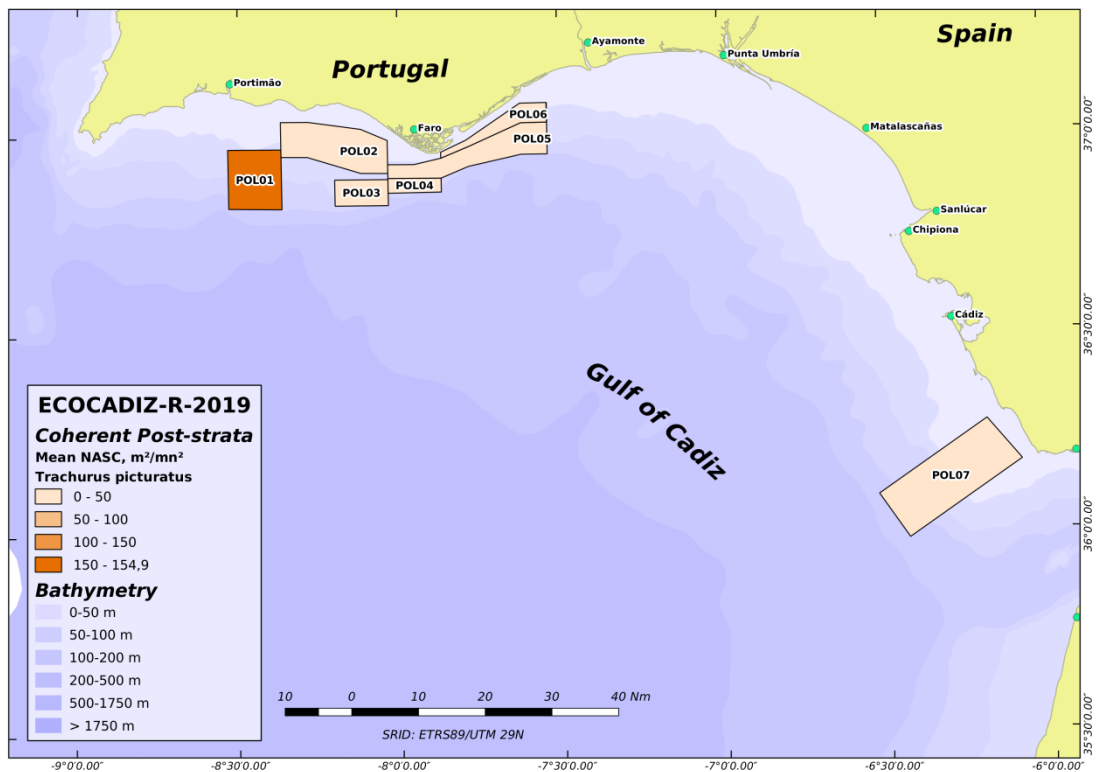 Spain
Portugal
Ayamonte
Punta Umbría
Portimão
Faro
Matalascañas
POL06
POL05
POL02
POL01
POL03
POL04
Sanlúcar
Chipiona
Cádiz
Gulf of Cadiz
POL07
37°0'0.00"
36°30'0.00"
36°0'0.00"
35°30'0.00"
ECOCADIZ-R-2019
Coherent Post-strata
Mean NASC, m²/mn²
Trachurus picturatus
0 - 50
50 - 100
100 - 150
150 - 154,9
Bathymetry
0-50 m
50-100 m
100-200 m
200-500 m
500-1750 m
> 1750 m
10 0 10 20 30 40 Nm
SRID: ETRS89/UTM 29N
-9°0'0.00" -8°30'0.00" -8°0'0.00" -7°30'0.00" -7°0'0.00" -6°30'0.00" -6°0'0.00"